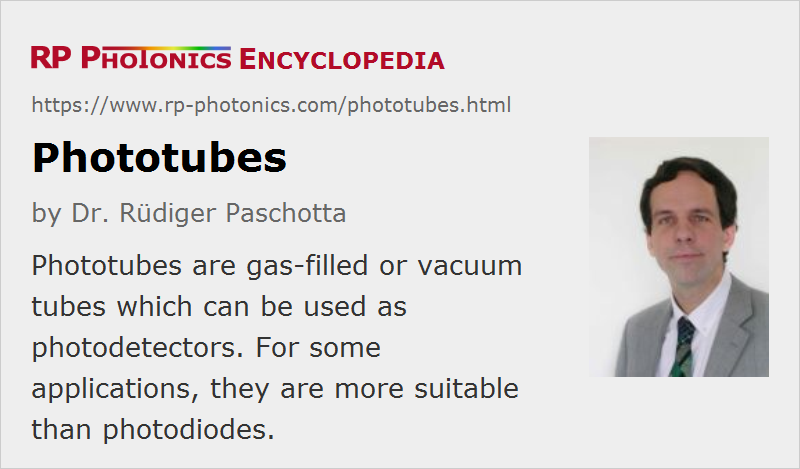 RP PHOTONICS ENCYCLOPEDIA
https://www.rp-photonics.com/phototubes.html
Phototubes
by Dr. Rüdiger Paschotta
Phototubes are gas-filled or vacuum
tubes which can be used as
photodetectors. For some
applications, they are more suitable
than photodiodes.